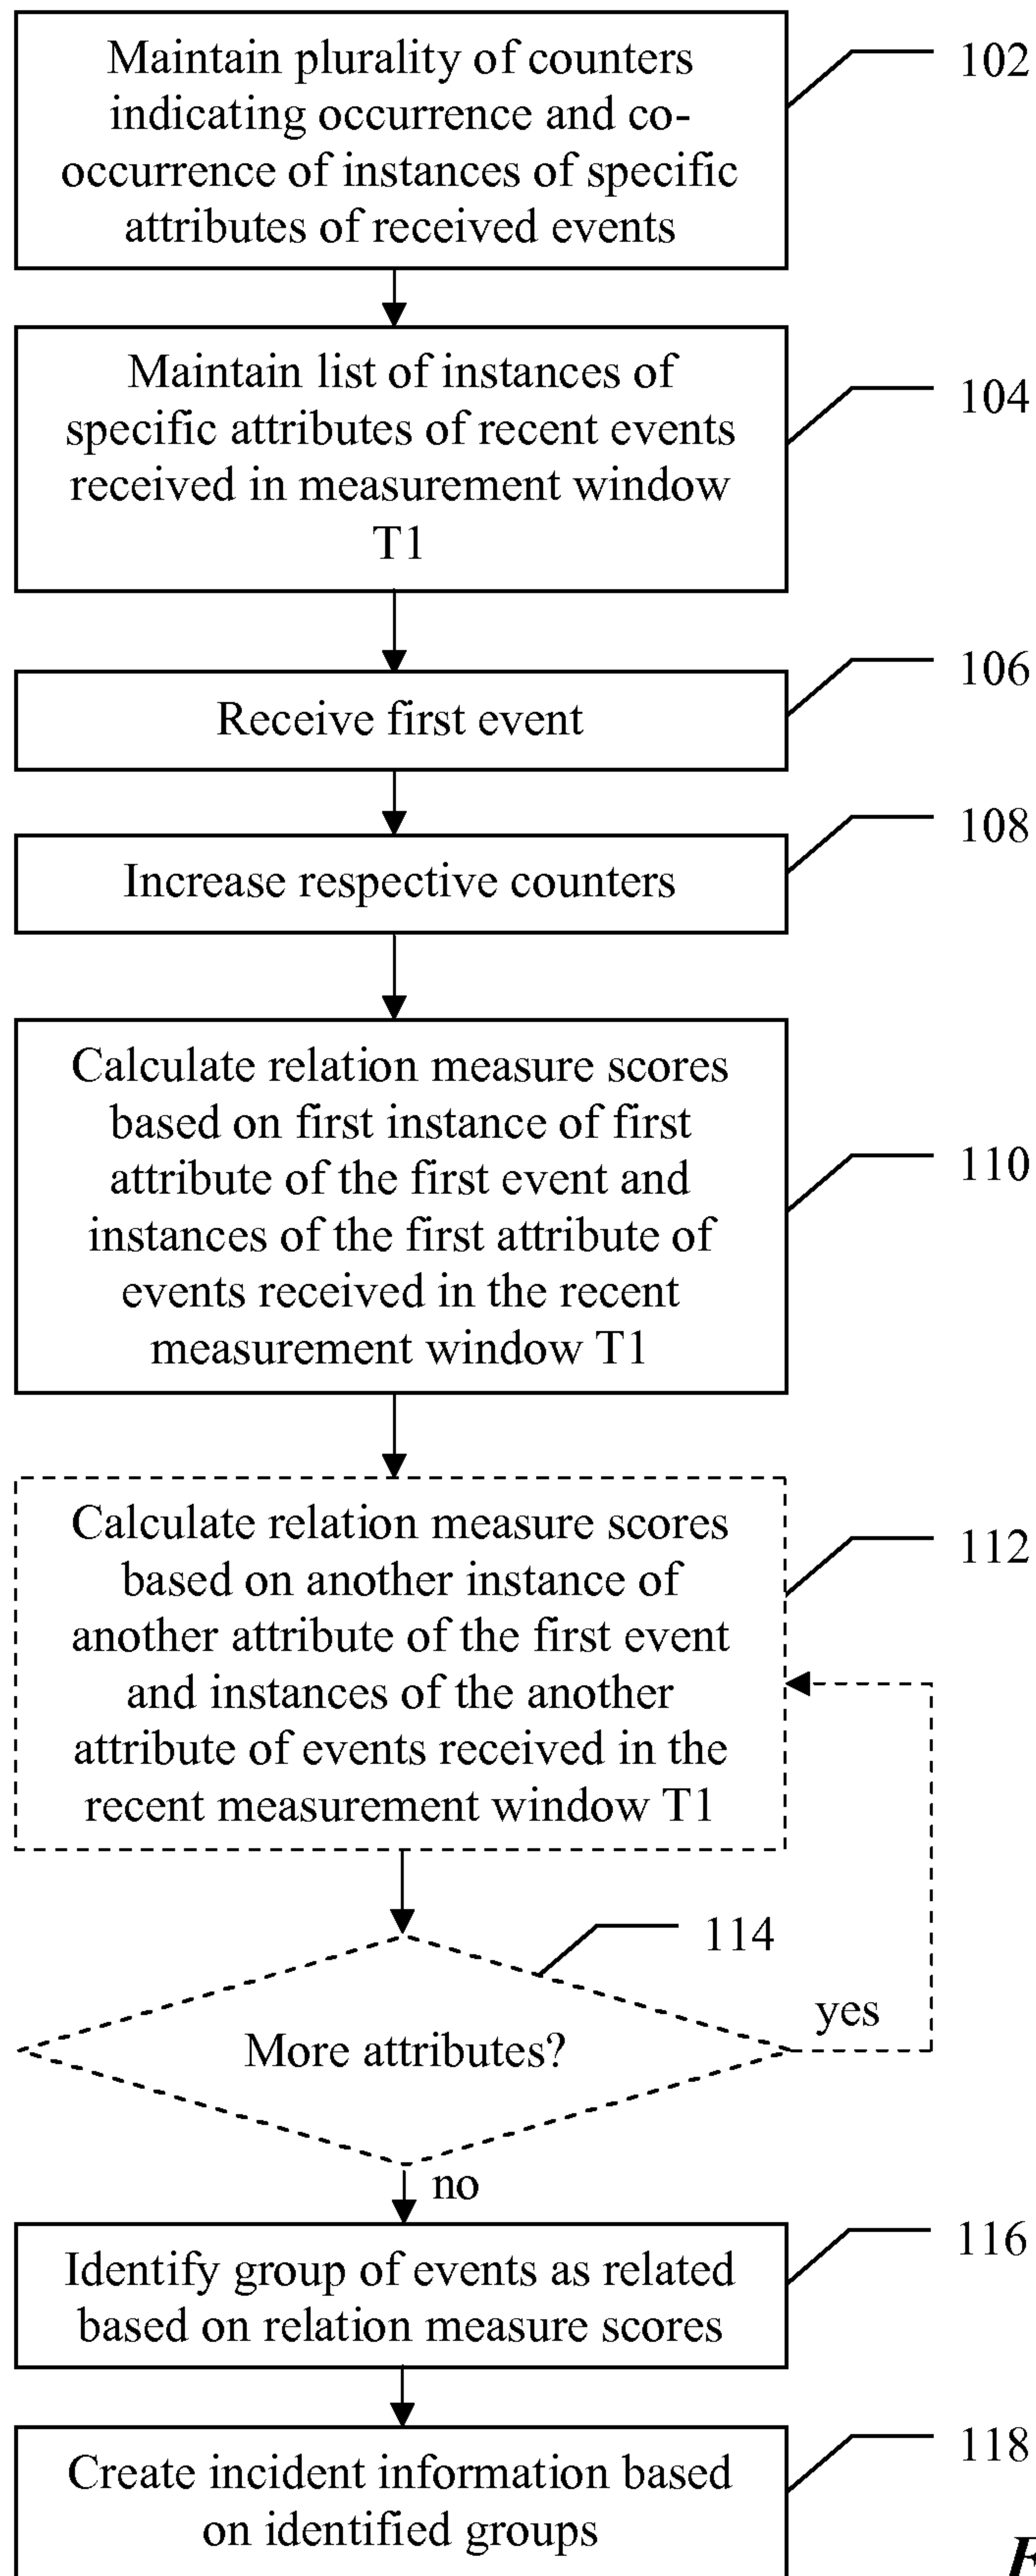 Maintain plurality of counters
indicating occurrence and co-
occurrence of instances of specific
attributes of received events
102
Maintain list of instances of
specific attributes of recent events
received in measurement window
T1
104
Receive first event
106
Increase respective counters
108
Calculate relation measure scores
based on first instance of first
attribute of the first event and
instances of the first attribute of
events received in the recent
measurement window T1
110
Calculate relation measure scores
based on another instance of
another attribute of the first event
and instances of the another
attribute of events received in the
recent measurement window T1
112
114
More attributes?
yes
no
Identify group of events as related
based on relation measure scores
116
Create incident information based
on identified groups
118